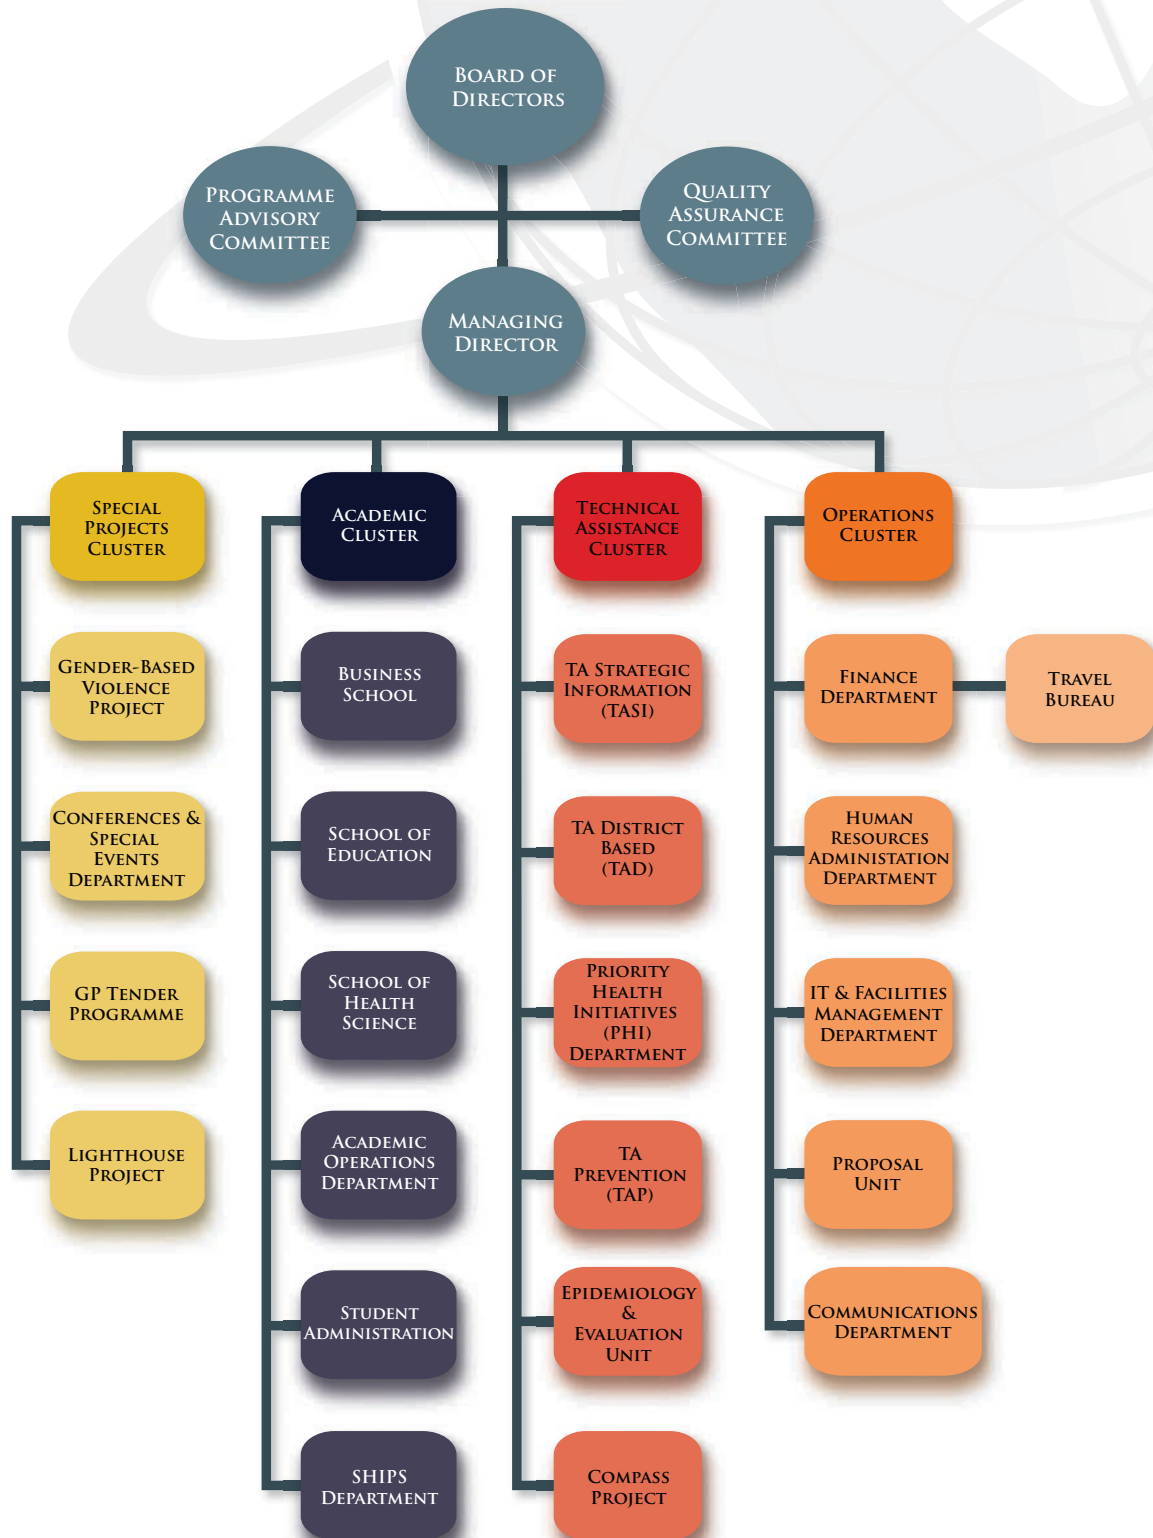 Board of
Directors
Programme
Advisory
Committee
Quality
Assurance
Committee
Managing
Director
Special
Projects
Cluster
Gender-Based
Violence
Project
Conferences &
Special
Events
Department
GP Tender
Programme
Lighthouse
Project
Academic
Cluster
Business
School
School of
Education
School of
Health
Science
Academic
Operations
Department
Student
Administration
SHIPS
Department
Technical
Assistance
Cluster
TA Strategic
Information
(TASI)
TA District
Based
(TAD)
Priority
Health
Initiatives
(PHI)
Department
TA
Prevention
(TAP)
Epidemiology
&
Evaluation
Unit
Compass
Project
Operations
Cluster
Finance
Department
Travel
Bureau
Human
Resources
Administation
Department
IT & Facilities
Management
Department
Proposal
Unit
Communications
Department